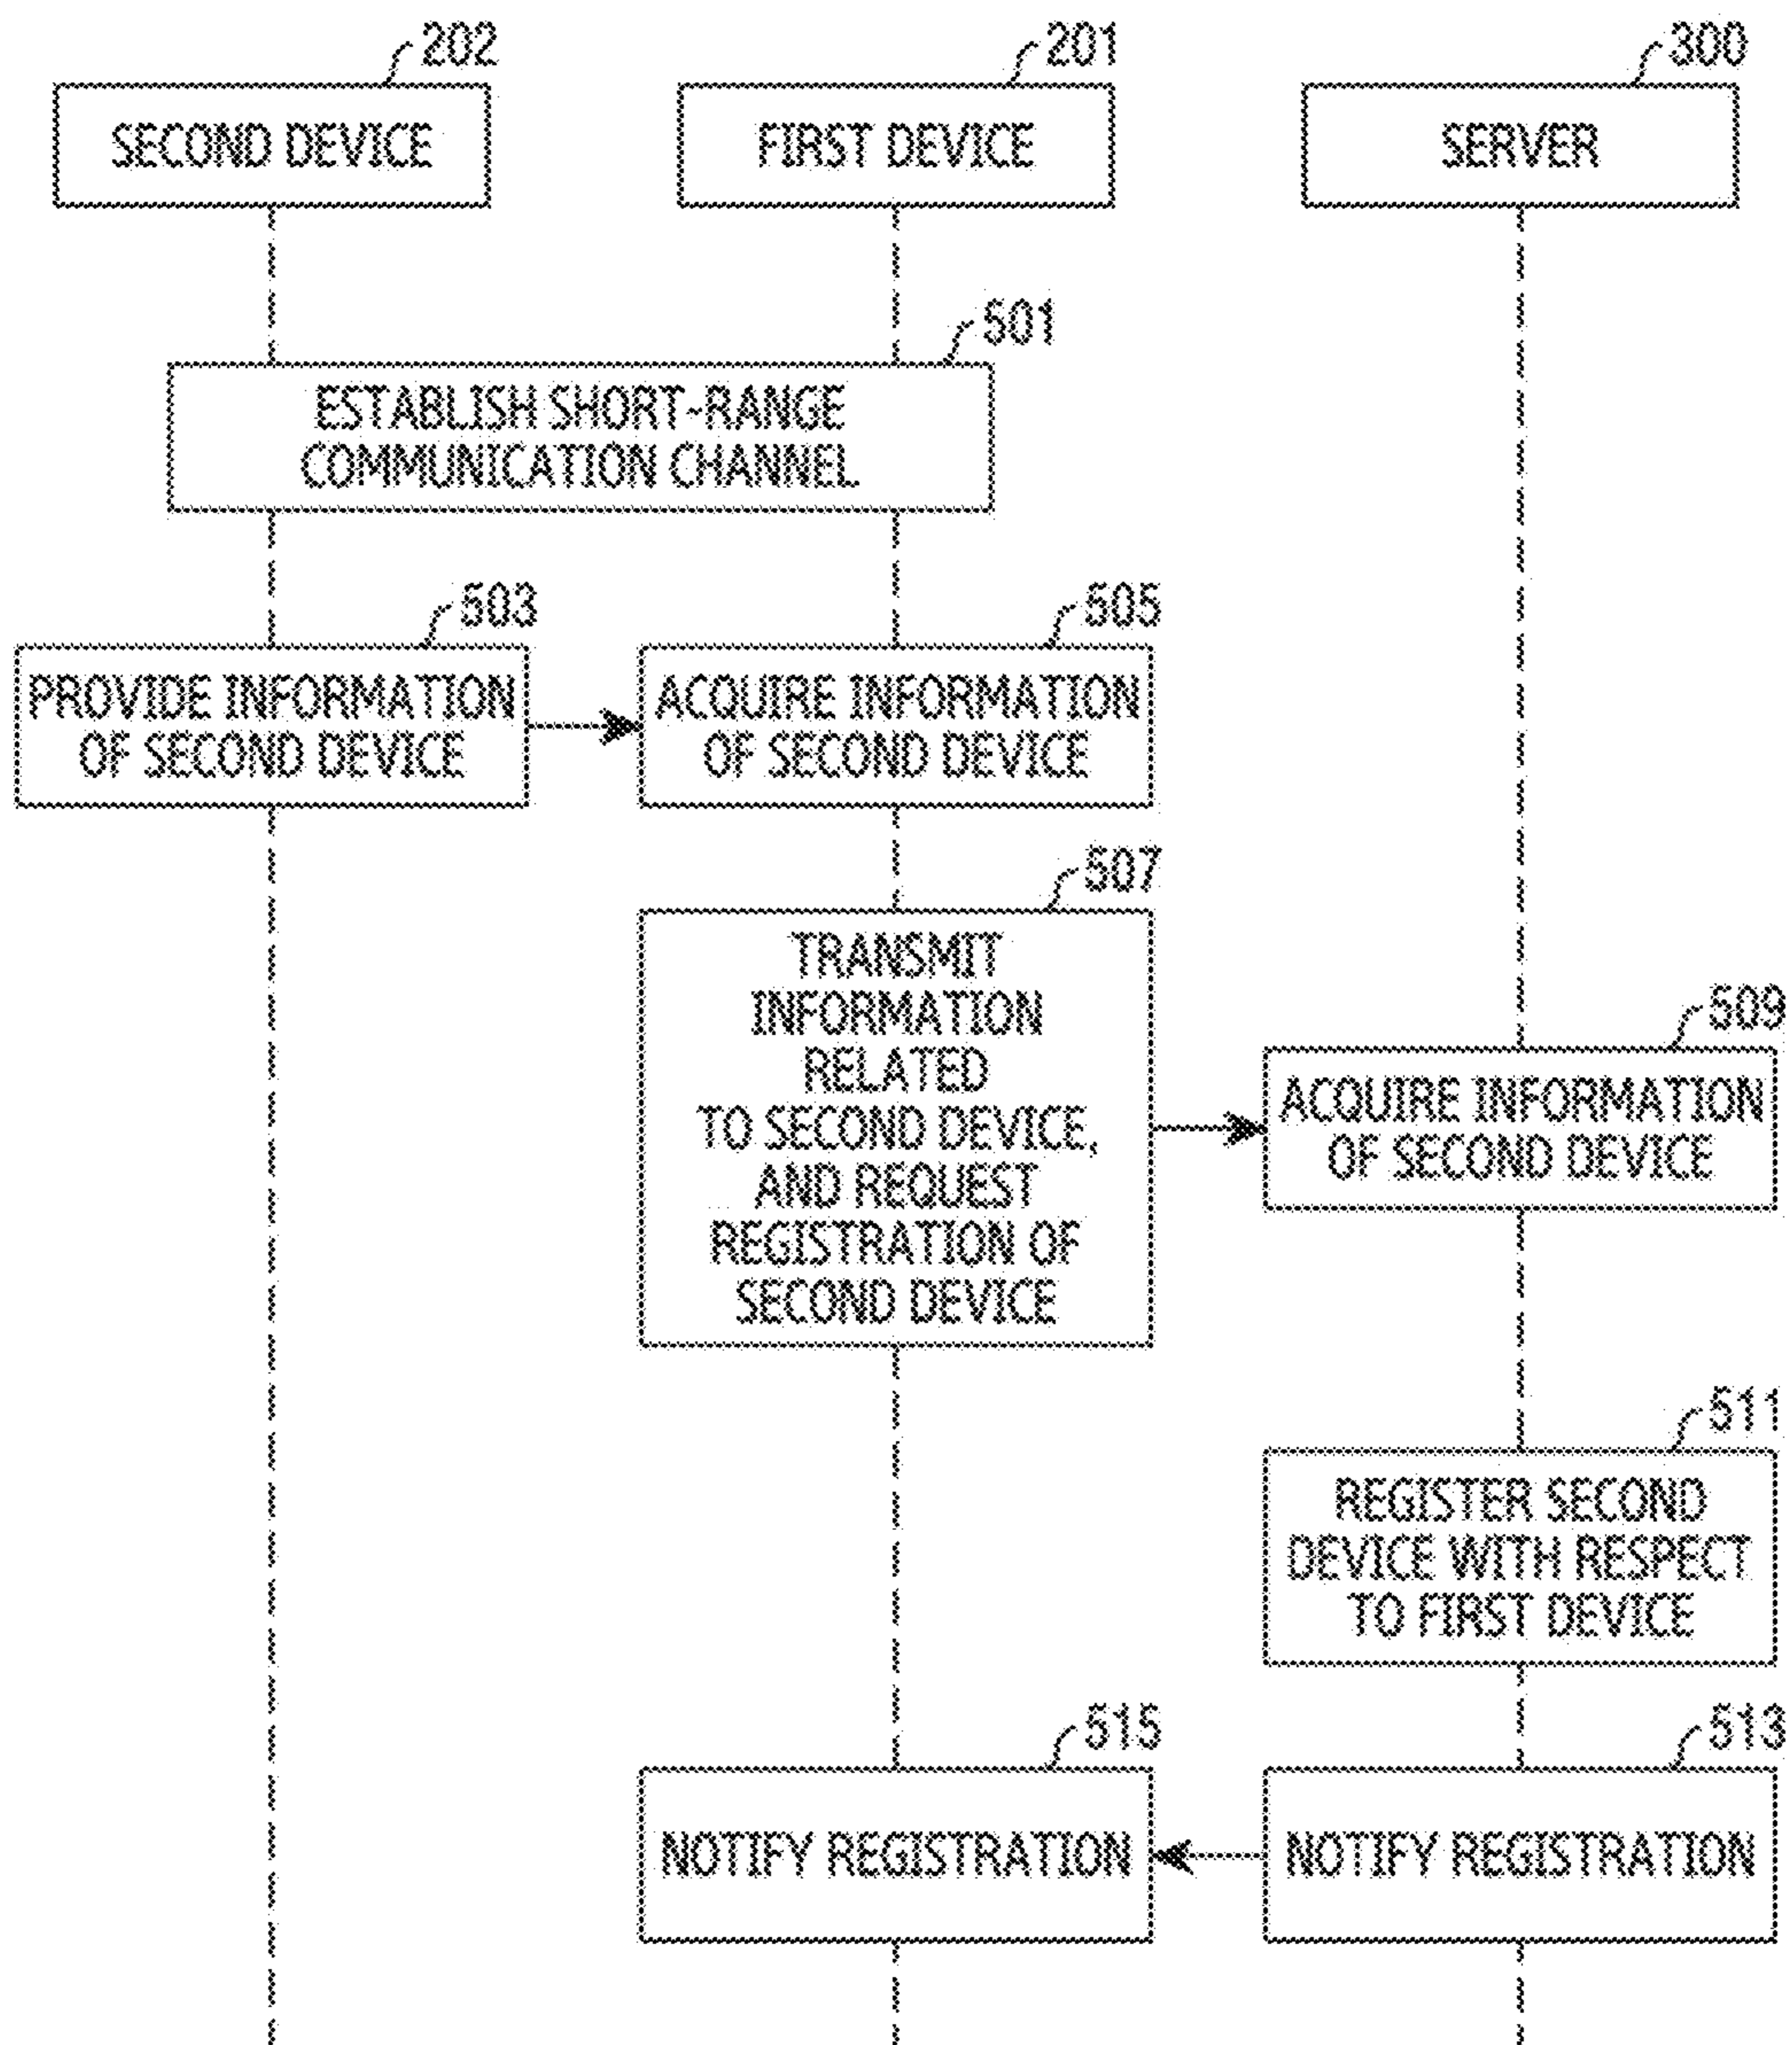 202
201
300
SECOND DEVICE
FIRST DEVICE
SERVER
501
ESTABLISH SHORT-RANGE
COMMUNICATION CHANNEL
503
505
PROVIDE INFORMATION
OF SECOND DEVICE
ACQUIRE INFORMATION
OF SECOND DEVICE
507
TRANSMIT
INFORMATION
RELATED
TO SECOND DEVICE,
AND REQUEST
REGISTRATION OF
SECOND DEVICE
509
ACQUIRE INFORMATION
OF SECOND DEVICE
511
REGISTER SECOND
DEVICE WITH RESPECT
TO FIRST DEVICE
515
513
NOTIFY REGISTRATION
NOTIFY REGISTRATION